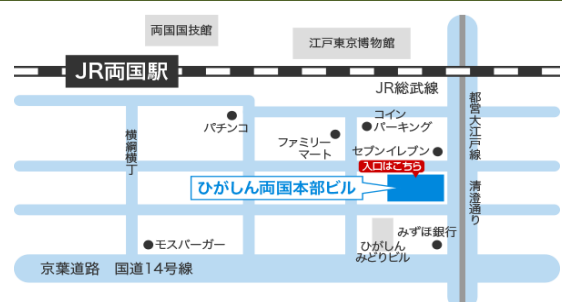 両国国技館
江戸東京博物館
JR両国駅
JR総武線
都営大江戸線
コイン
パーキング
パチンコ
横綱横丁
ファミリー
マート
セブンイレブン
入口はこちら
ひがしん両国本部ビル
清澄通り
みずほ銀行
モスバーガー
ひがしん
みどりビル
京葉道路 国道14号線